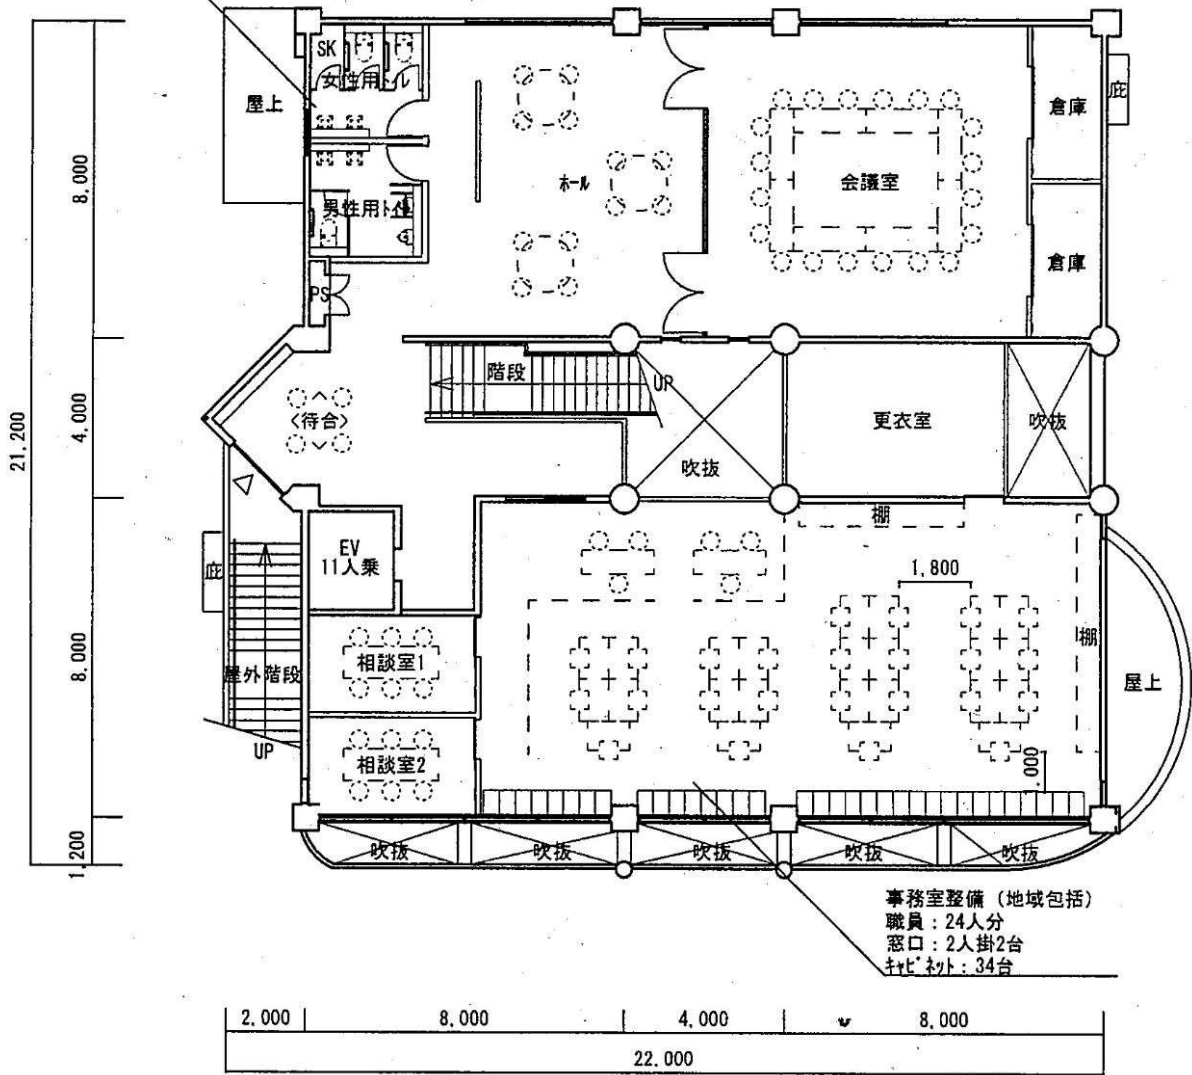 SK
女性用トイレ
屋上
庇
倉庫
8,000
ホール
会議室
男性用トイレ
倉庫
PS
階段
UP
21,200
4,000
〈待合〉
更衣室
吹抜
吹抜
棚
EV
11人乗
庇
1,800
棚
相談室1
屋外階段
8,000
屋上
UP
相談室2
1,200
吹抜
吹抜
吹抜
吹抜
吹抜
事務室整備（地域包括）
職員：24人分
窓口：2人掛2台
ｷｬﾋﾞﾈｯﾄ：34台
2,000
8,000
4,000
8,000
22,000